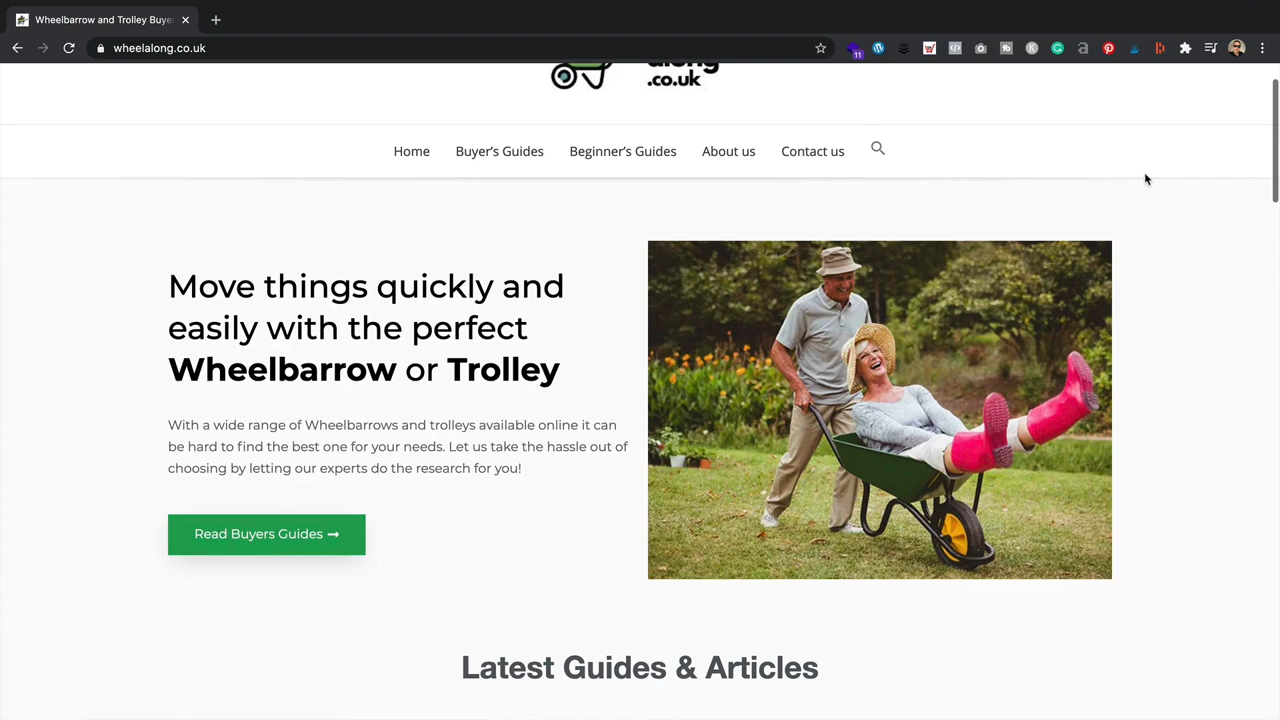 Wheelbarrow and Trolley Buye
wheelalong.co.uk
11
.co.uk
Home Buyer's Guides Beginner's Guides About us Contact us
Move things quickly and
easily with the perfect
Wheelbarrow or Trolley
With a wide range of Wheelbarrows and trolleys available online it can
be hard to find the best one for your needs. Let us take the hassle out of
choosing by letting our experts do the research for you!
Read Buyers Guides ➞
Latest Guides & Articles